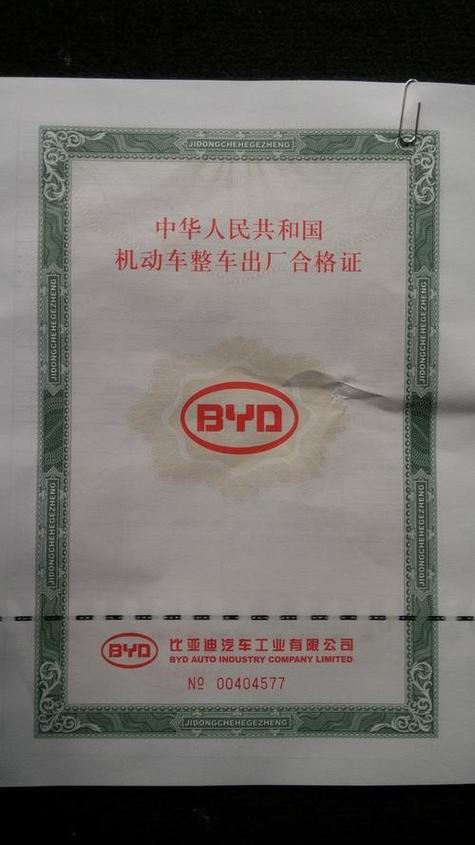 JIDONGCHEHEGEZHENG
中华人民共和国
机动车整车出厂合格证
JIDONGCHEHEGEZHENG
JIDONGCHEHEGEZHENG
BYD
JIDONGCHEHEGEZHENG
JIDONGCHEHEGEZHENG
BYD 比亚迪汽车工业有限公司
BYD AUTO INDUSTRY COMPANY LIMITED
№ 00404577
JIDONGCHEHEGEZHENG